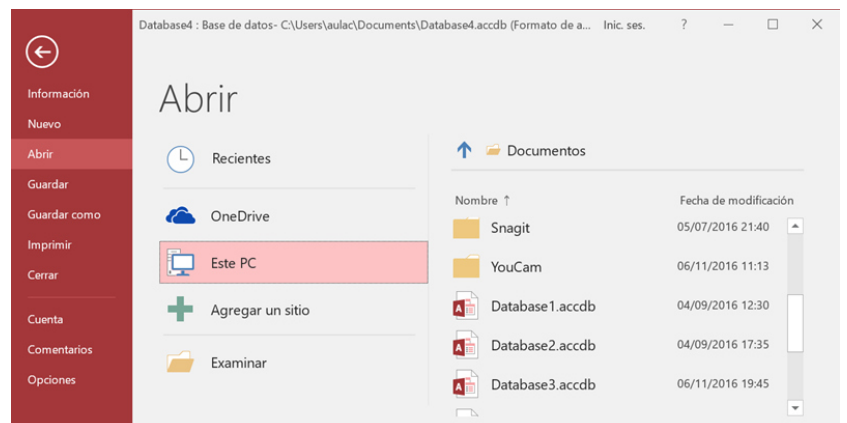 Database4 : Base de datos- C:\Users\aulac\Documents\Database4.accdb (Formato de a... Inic. ses. ?
Información
Nuevo
Abrir
Guardar
Guardar como
Imprimir
Cerrar
Cuenta
Comentarios
Opciones
Abrir
Recientes
OneDrive
Este PC
Agregar un sitio
Examinar
Documentos
Nombre ↑ Fecha de modificación
Snagit 05/07/2016 21:40
YouCam 06/11/2016 11:13
Database1.accdb 04/09/2016 12:30
Database2.accdb 04/09/2016 17:35
Database3.accdb 06/11/2016 19:45